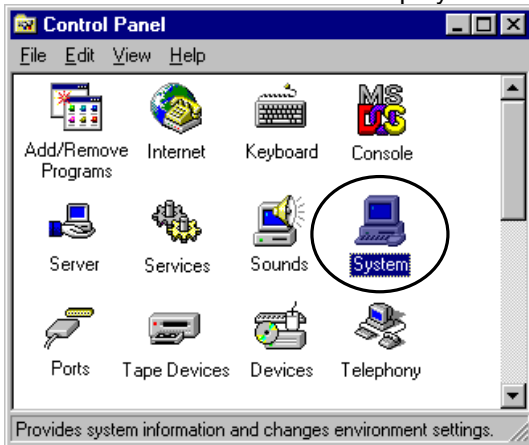 Control Panel
File Edit View Help
MS
DOS
Add/Remove Programs Internet Keyboard Console
Server Services Sounds System
Ports Tape Devices Devices Telephony
Provides system information and changes environment settings.